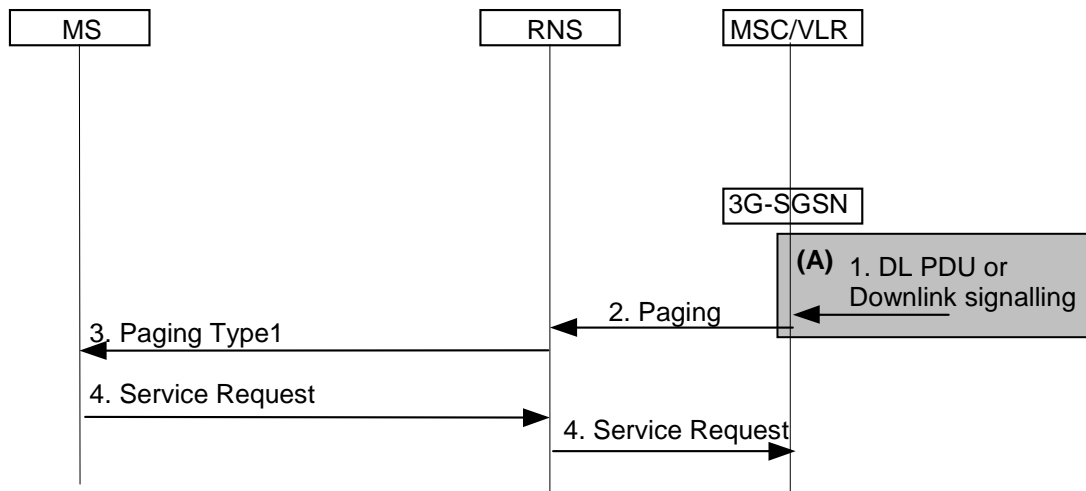 MS
RNS
MSC/VLR
3G-SGSN
(A)
1. DL PDU or
Downlink signalling
2. Paging
3. Paging Type1
4. Service Request
4. Service Request